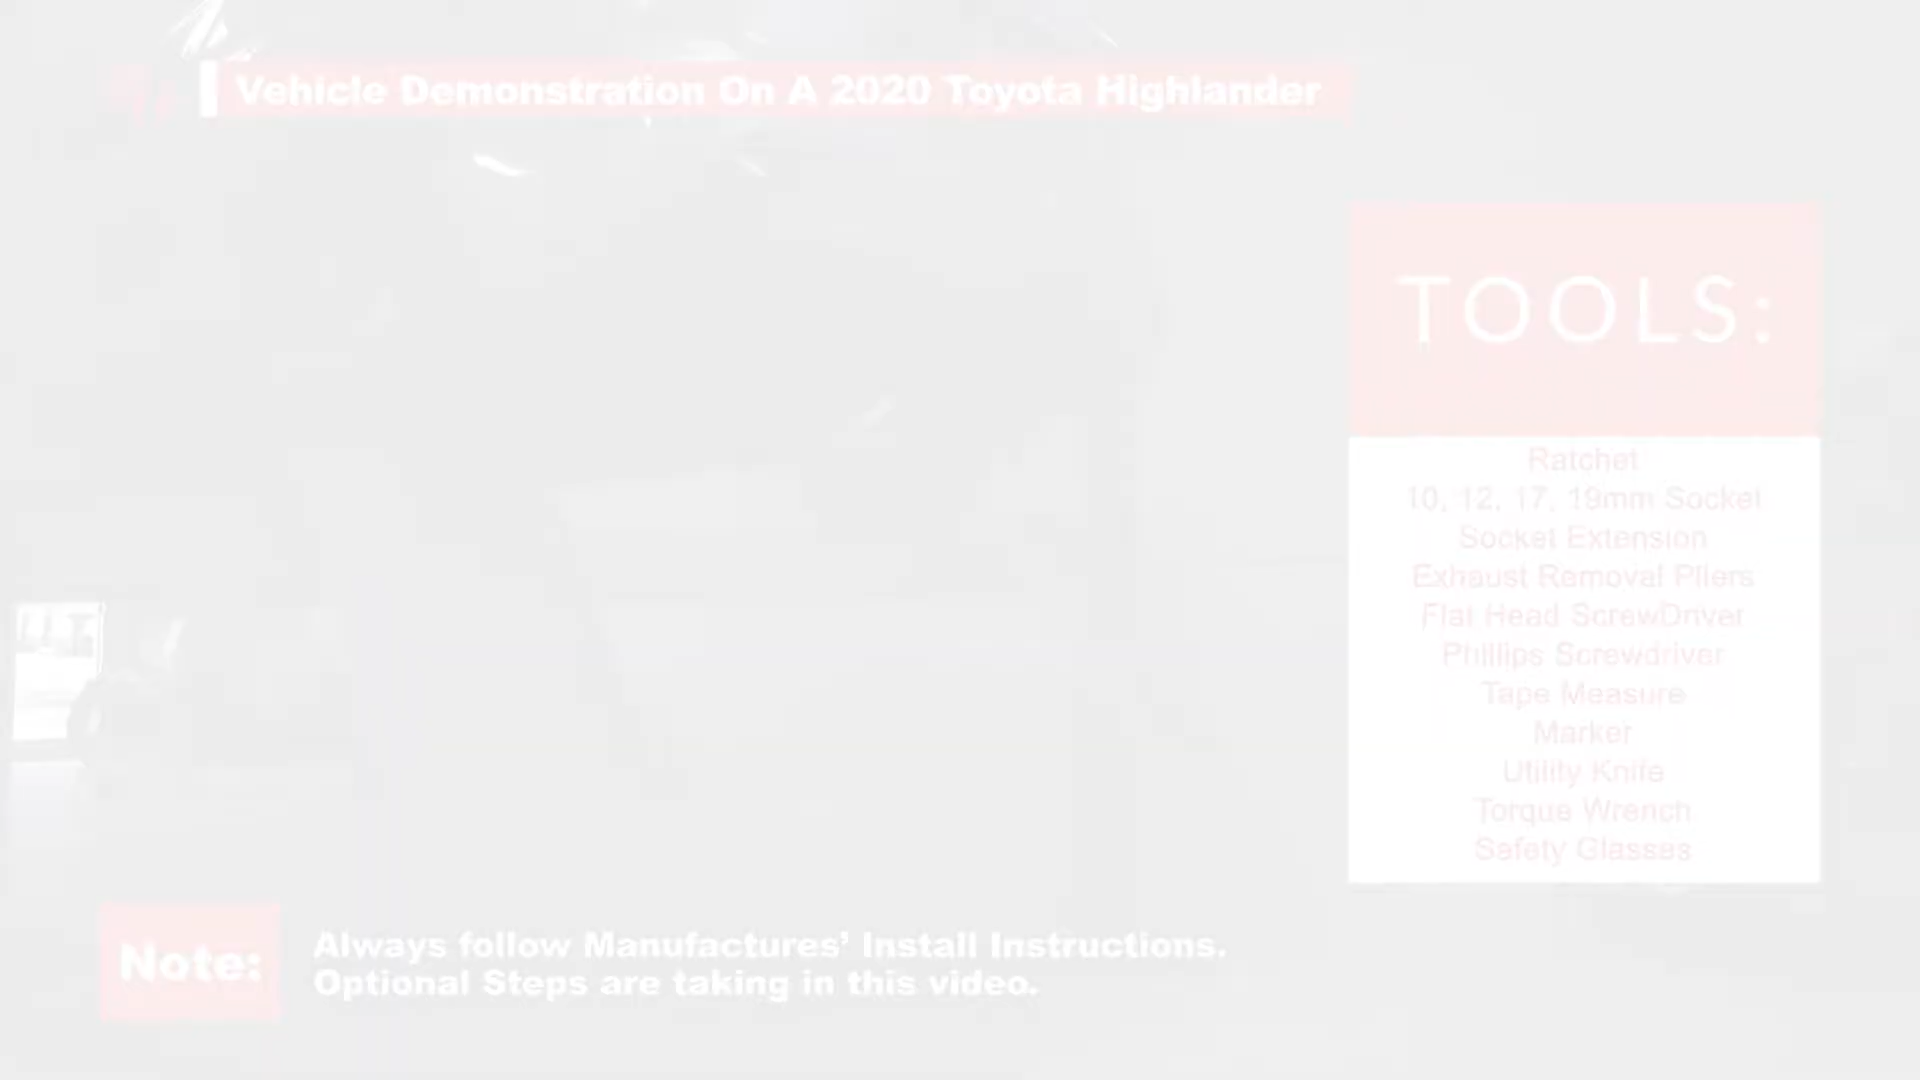 Vehicle Demonstration On A 2020 Toyota Highlander
TOOLS:
Ratchet
10, 12, 17, 19mm Socket
Socket Extension
Exhaust Removal Pliers
Flat Head ScrewDriver
Phillips Screwdriver
Tape Measure
Marker
Utility Knife
Torque Wrench
Safety Glasses
Note:
Always follow Manufactures’ Install Instructions.
Optional Steps are taking in this video.